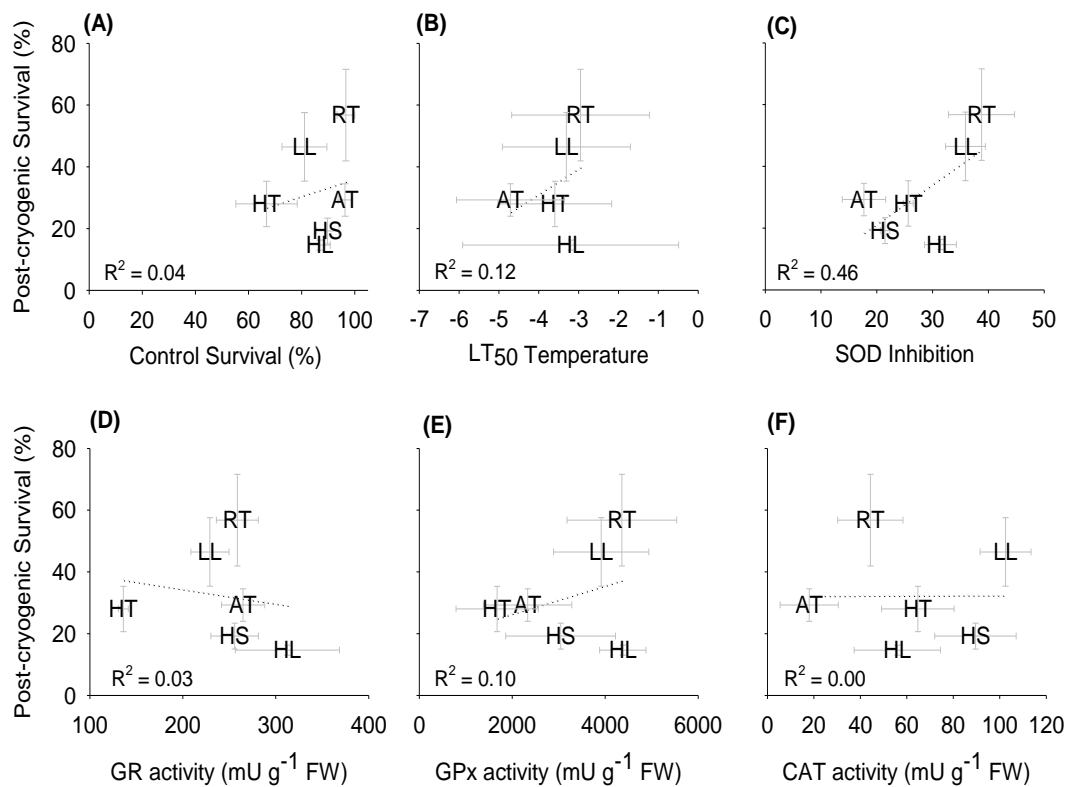 (A)
Post-cryogenic Survival (%)
80
60
40
20
0
RT
LL
HT
AT
HS
HL
R² = 0.04
0 20 40 60 80 100
Control Survival (%)
(B)
RT
LL
AT
HT
HL
R² = 0.12
-7 -6 -5 -4 -3 -2 -1 0
LT50 Temperature
(C)
RT
LL
AT
HT
HS
HL
R² = 0.46
0 10 20 30 40 50
SOD Inhibition
(D)
Post-cryogenic Survival (%)
80
60
40
20
0
RT
LL
HT
AT
HS
HL
R² = 0.03
100 200 300 400
GR activity (mU g⁻¹ FW)
(E)
RT
LL
HT
AT
HS
HL
R² = 0.10
0 2000 4000 6000
GPx activity (mU g⁻¹ FW)
(F)
RT
LL
AT
HT
HS
HL
R² = 0.00
0 20 40 60 80 100 120
CAT activity (mU g⁻¹ FW)